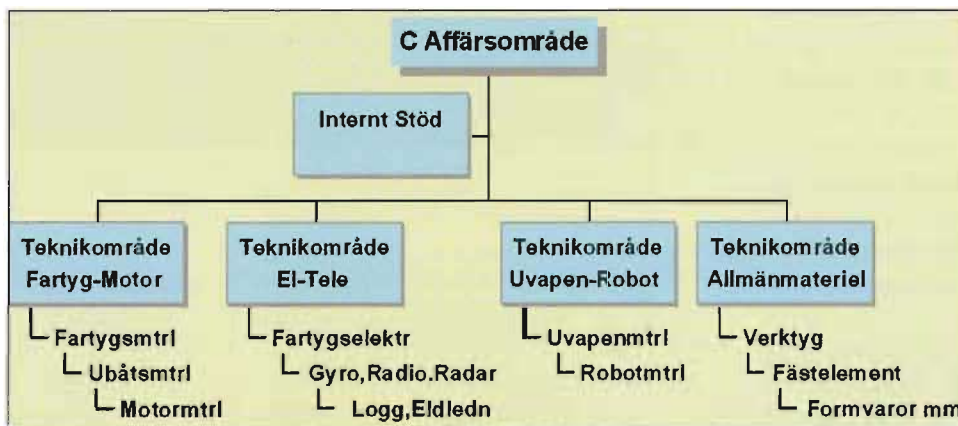 C Affärsområde
Internt Stöd
Teknikområde
Fartyg-Motor
Fartygsmtrl
Ubåtsmtrl
Motormtrl
Teknikområde
El-Tele
Fartygselektr
Gyro,Radio.Radar
Logg,Eldledn
Teknikområde
Uvapen-Robot
Uvapenmtrl
Robotmtrl
Teknikområde
Allmänmateriel
Verktyg
Fästelement
Formvaror mm